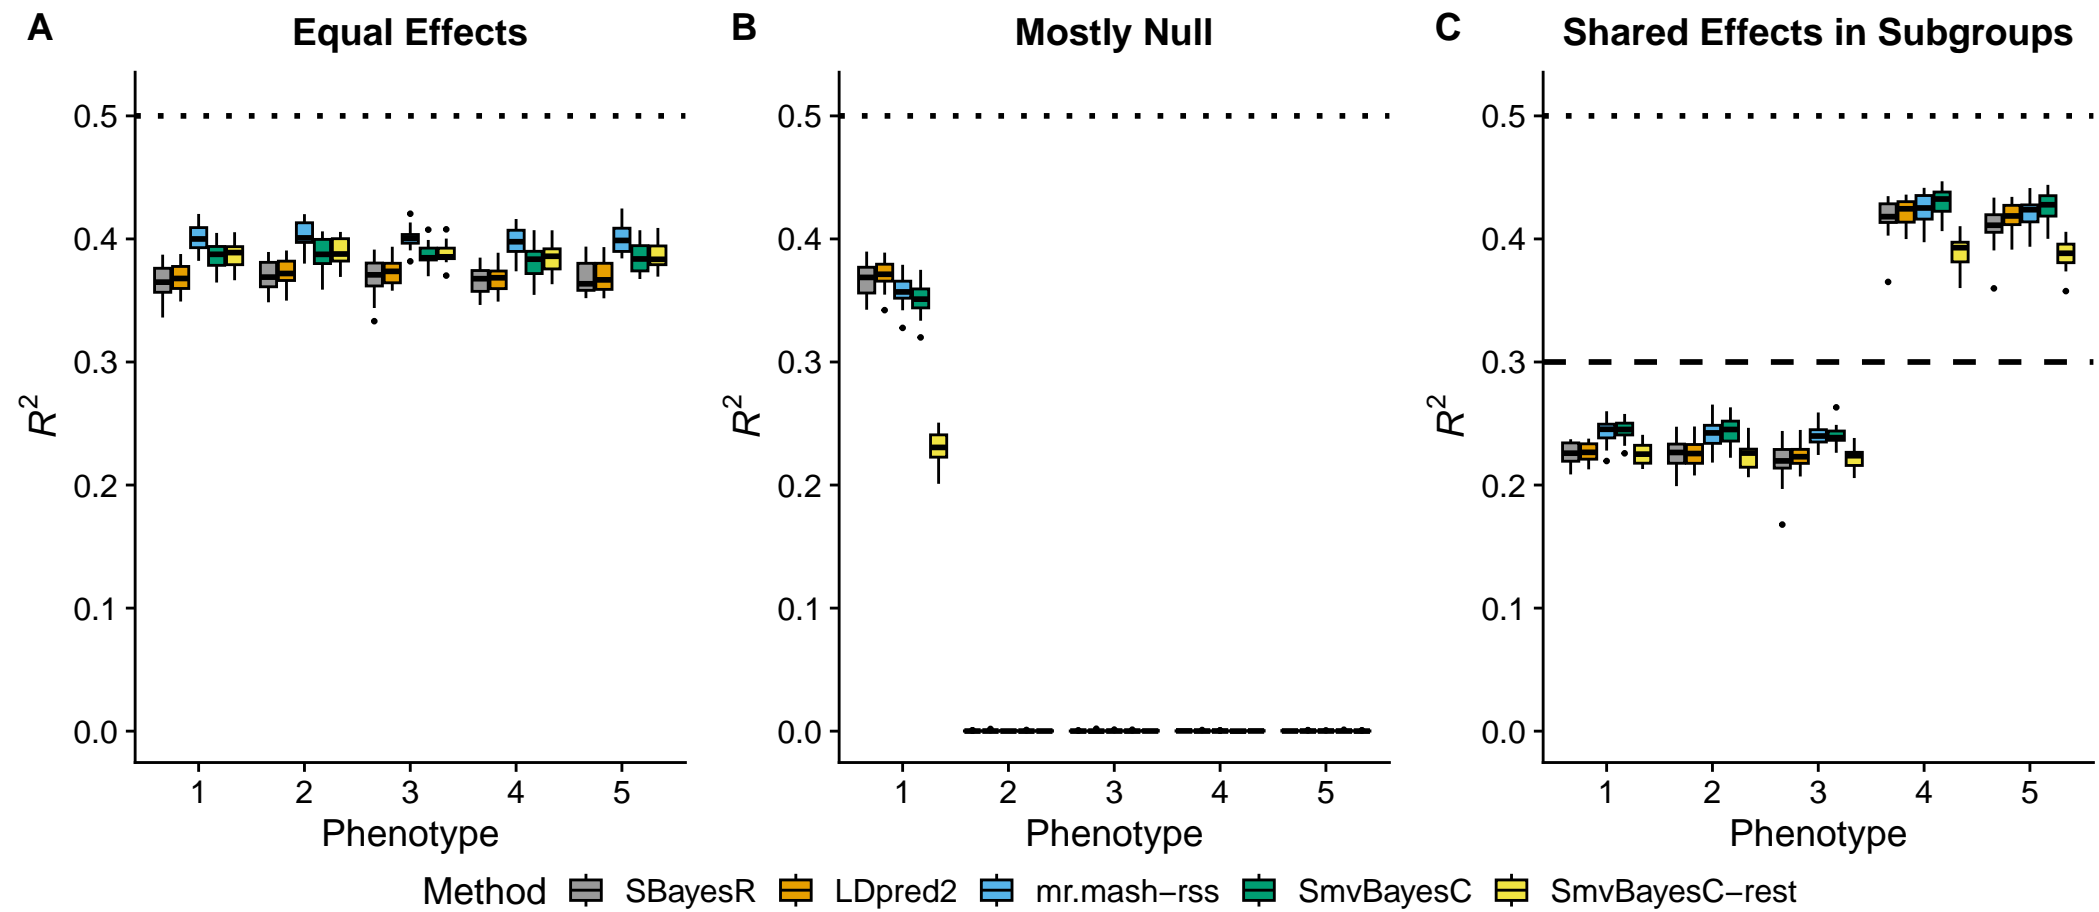 A Equal Effects
0.5
0.4
0.3
0.2
0.1
0.0
R²
1 2 3 4 5
Phenotype
B Mostly Null
0.5
0.4
0.3
0.2
0.1
0.0
R²
1 2 3 4 5
Phenotype
C Shared Effects in Subgroups
0.5
0.4
0.3
0.2
0.1
0.0
R²
1 2 3 4 5
Phenotype
Method SBayesR LDpred2 mr.mash−rss SmvBayesC SmvBayesC−rest